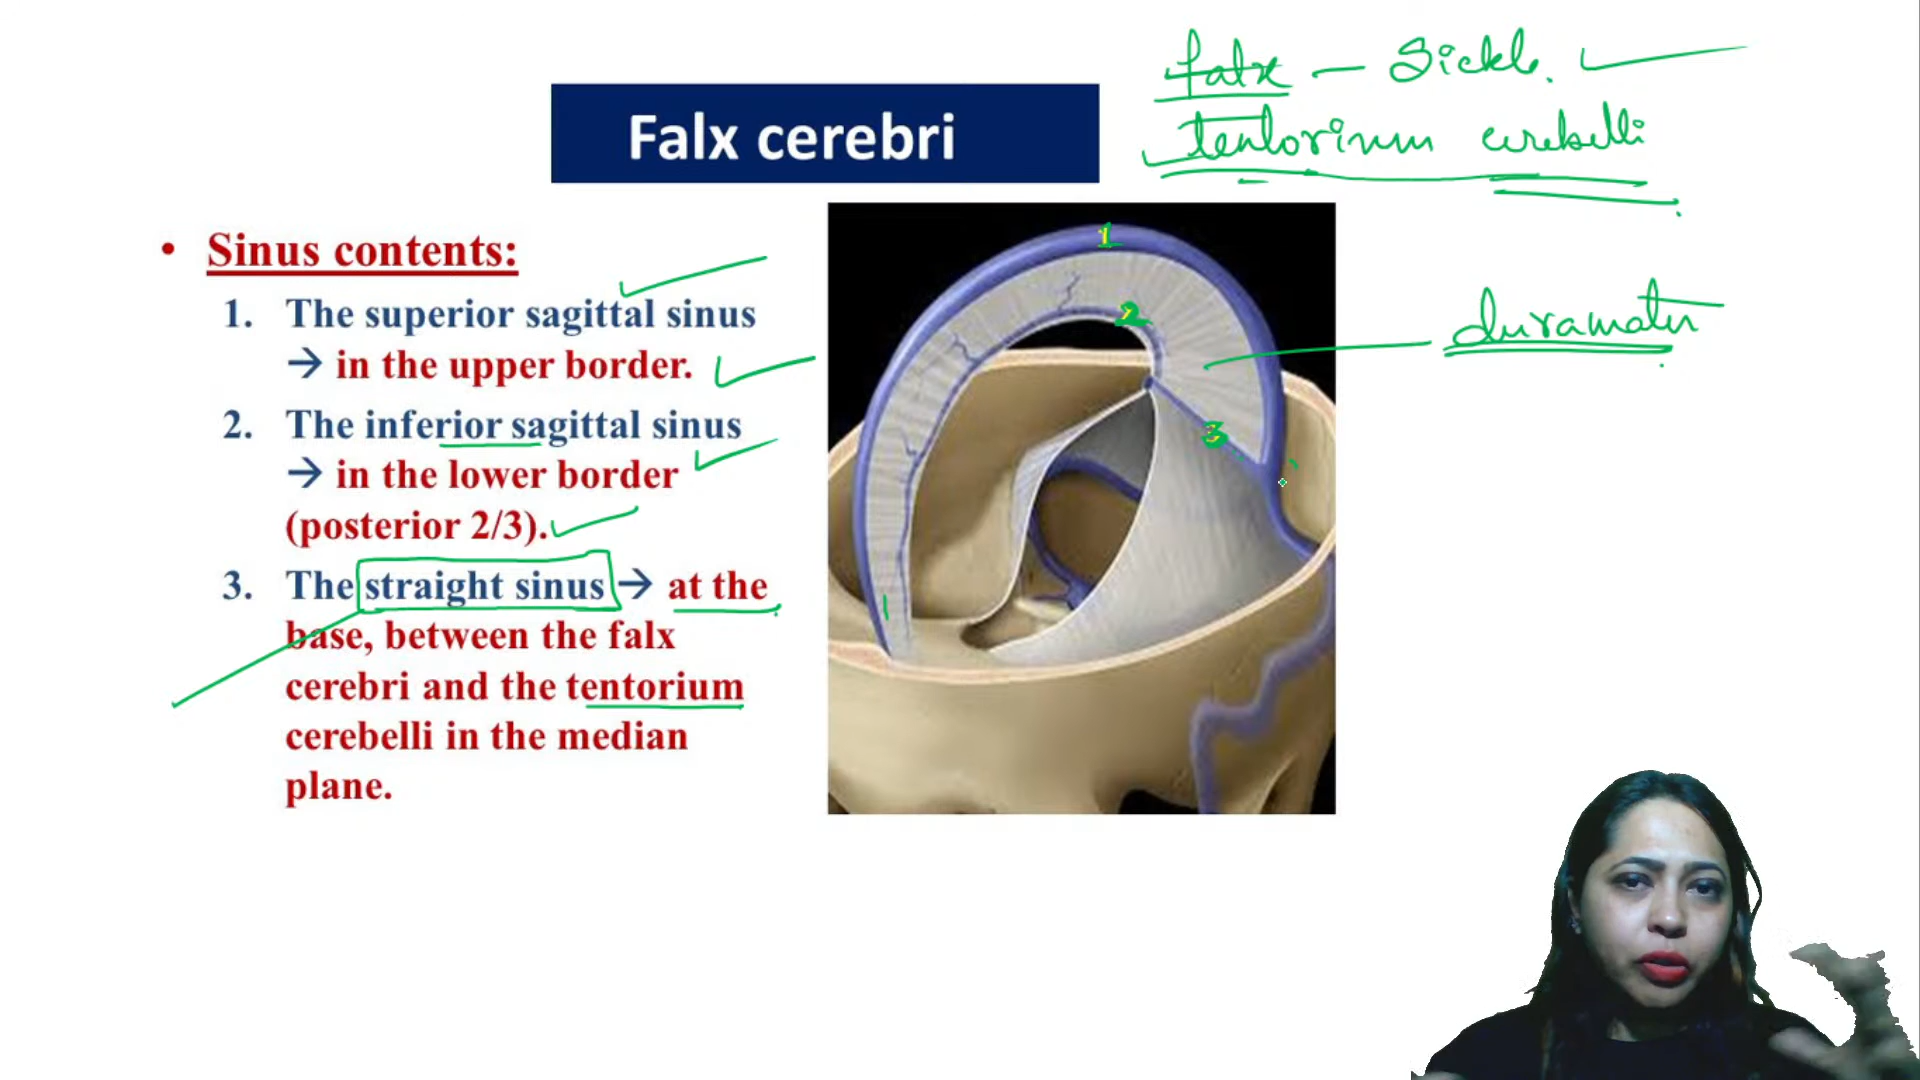 falx - Sickle.
tentorinum cerebelli
Falx cerebri
• Sinus contents:
1. The superior sagittal sinus
→ in the upper border.
2. The inferior sagittal sinus
→ in the lower border
(posterior 2/3).
3. The straight sinus → at the
base, between the falx
cerebri and the tentorium
cerebelli in the median
plane.
1
2
3
1
duramater